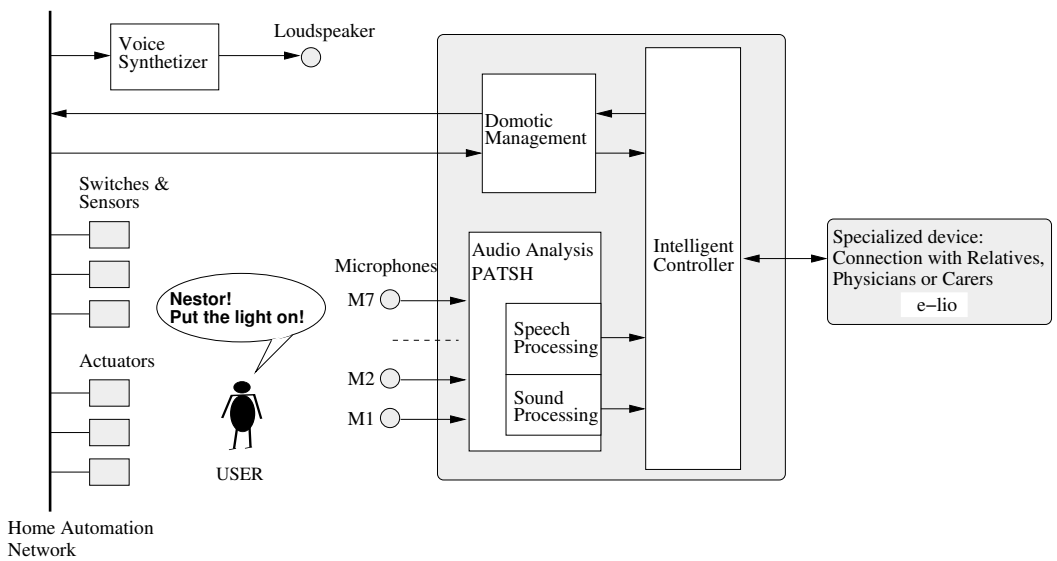 Loudspeaker
Voice
Synthetizer
Domotic
Management
Switches &
Sensors
Audio Analysis
PATSH
Intelligent
Controller
Specialized device:
Connection with Relatives,
Physicians or Carers
e−lio
Microphones
M7
Nestor!
Put the light on!
Speech
Processing
Actuators
M2
Sound
Processing
M1
USER
Home Automation
Network